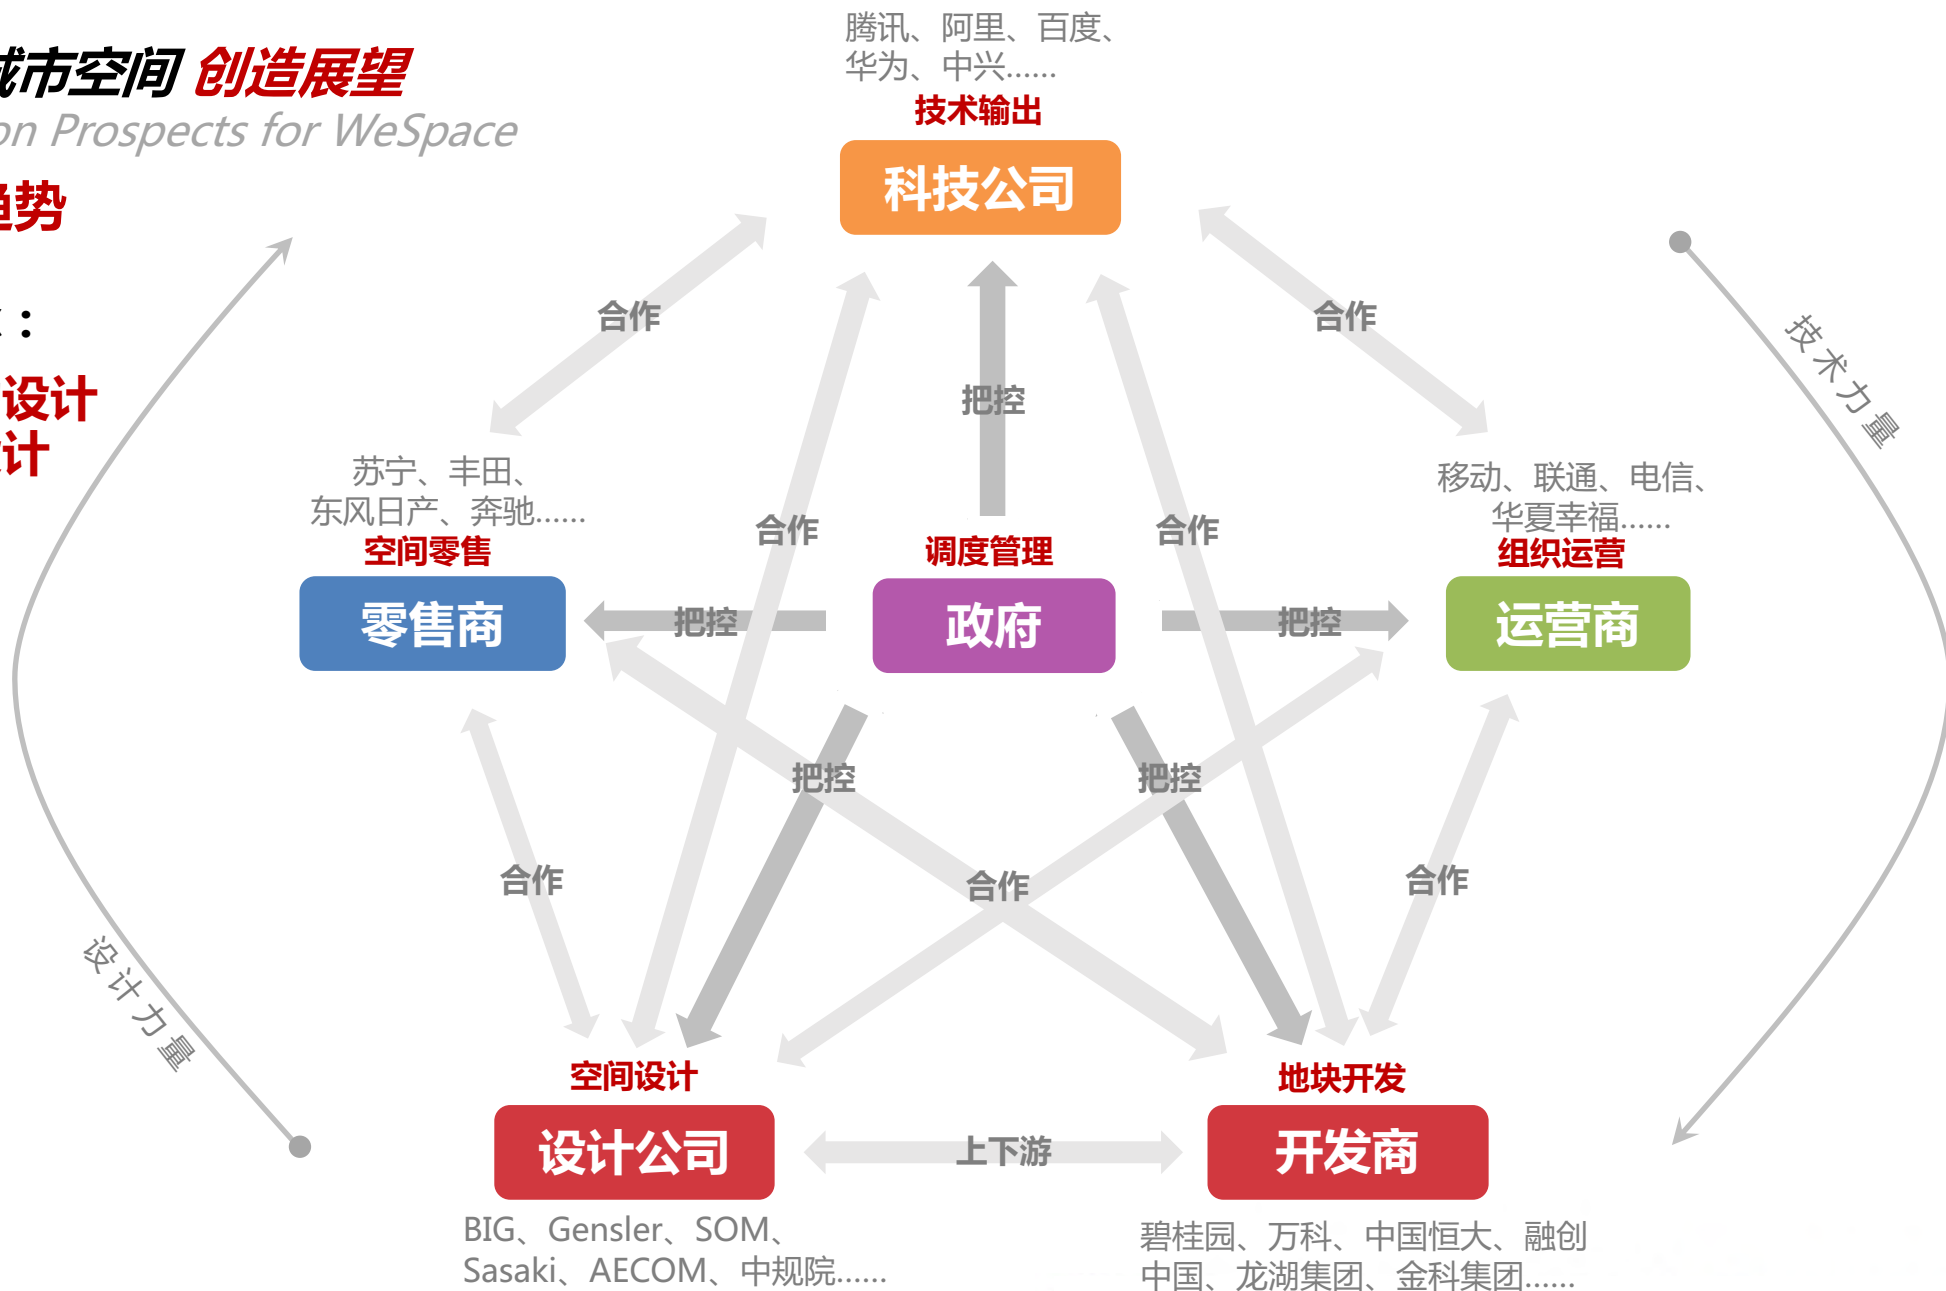 城市空间 创造展望
on Prospects for WeSpace
趋势
：
设计
计
腾讯、阿里、百度、
华为、中兴......
技术输出
科技公司
合作
合作
把控
技术力量
苏宁、丰田、
东风日产、奔驰......
空间零售
零售商
合作
合作
调度管理
政府
移动、联通、电信、
华夏幸福......
组织运营
运营商
把控
把控
把控
把控
合作
合作
合作
设计力量
空间设计
设计公司
上下游
地块开发
开发商
BIG、Gensler、SOM、
Sasaki、AECOM、中规院......
碧桂园、万科、中国恒大、融创
中国、龙湖集团、金科集团......